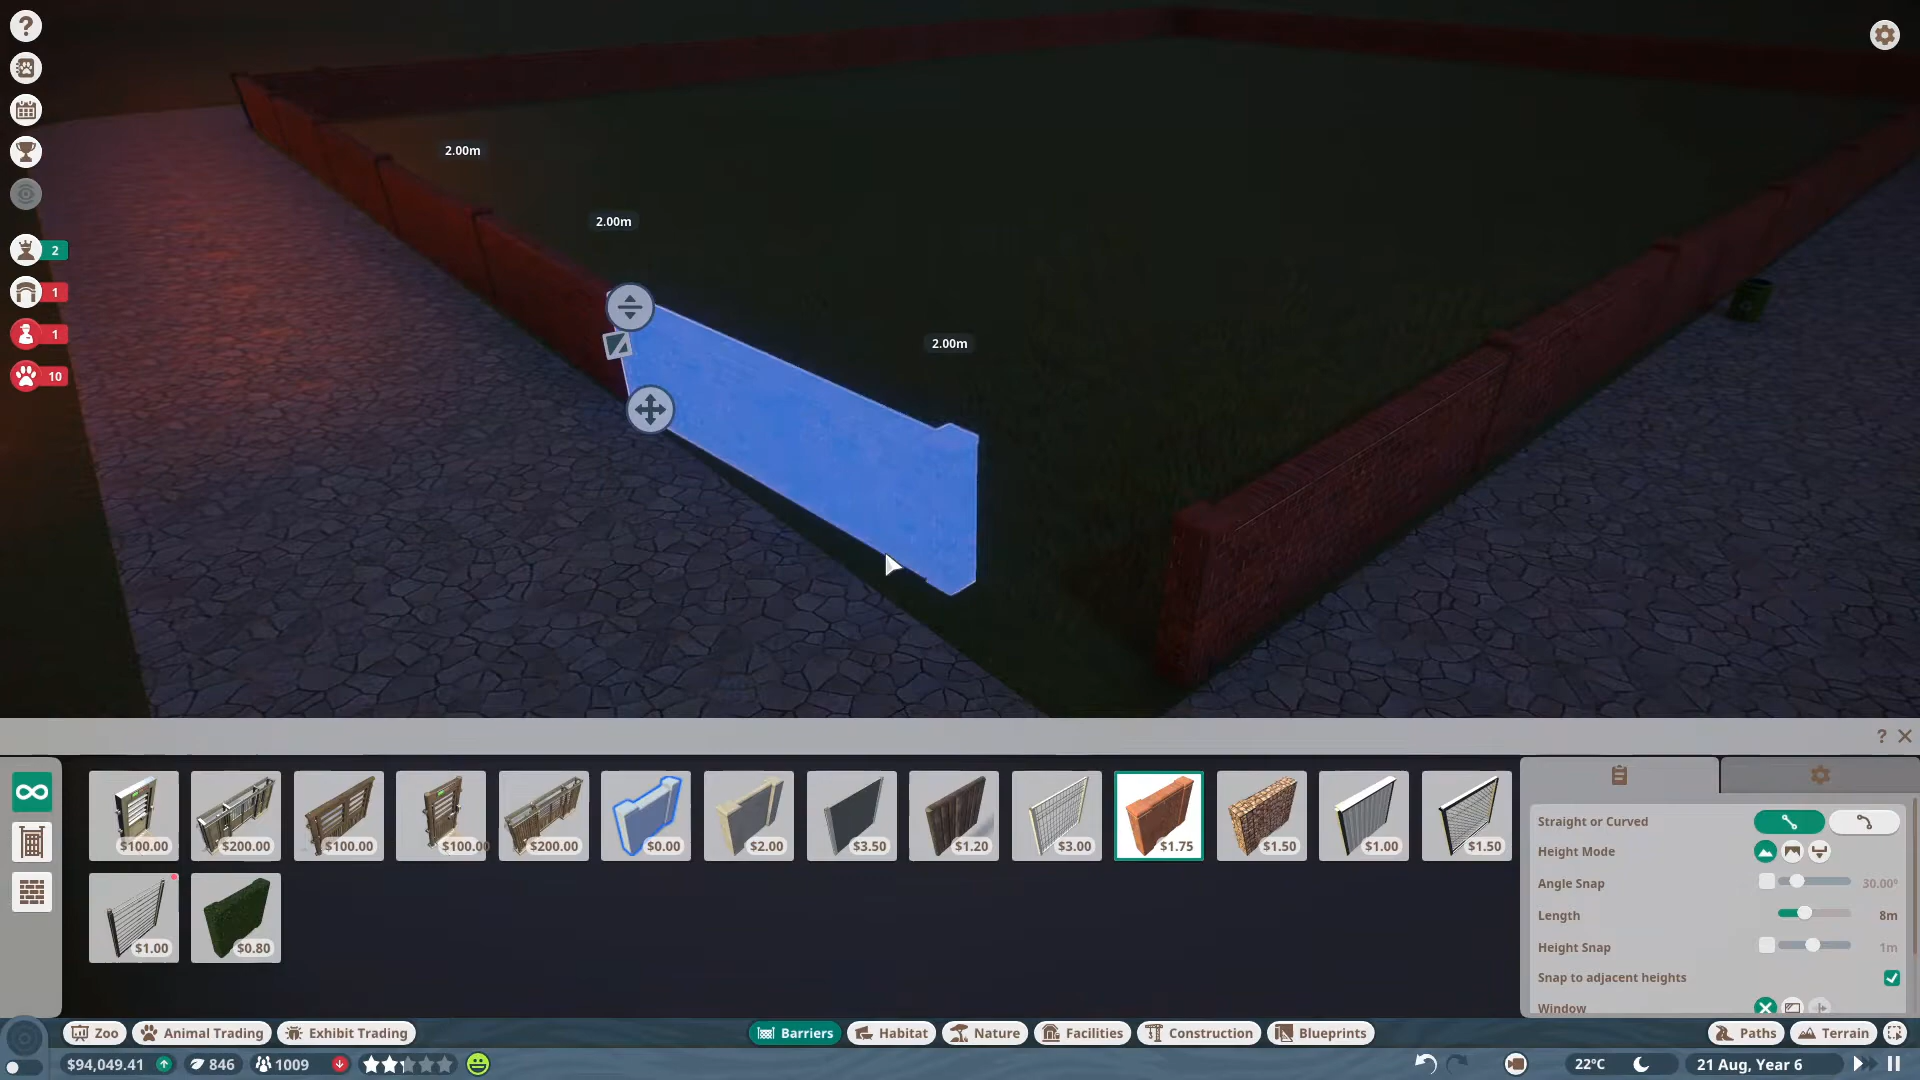 ?
2.00m
2.00m
2
1
2.00m
1
10
? 
$100.00 $200.00 $100.00 $100.00 $200.00 $0.00 $2.00 $3.50 $1.20 $3.00 $1.75 $1.50 $1.00 $1.50
$1.00 $0.80
Straight or Curved
Height Mode
Angle Snap 30.00°
Length 8m
Height Snap 1m
Snap to adjacent heights
Window
Zoo Animal Trading Exhibit Trading Barriers Habitat Nature Facilities Construction Blueprints Paths Terrain
$94,049.41 846 1009 22°C 21 Aug, Year 6